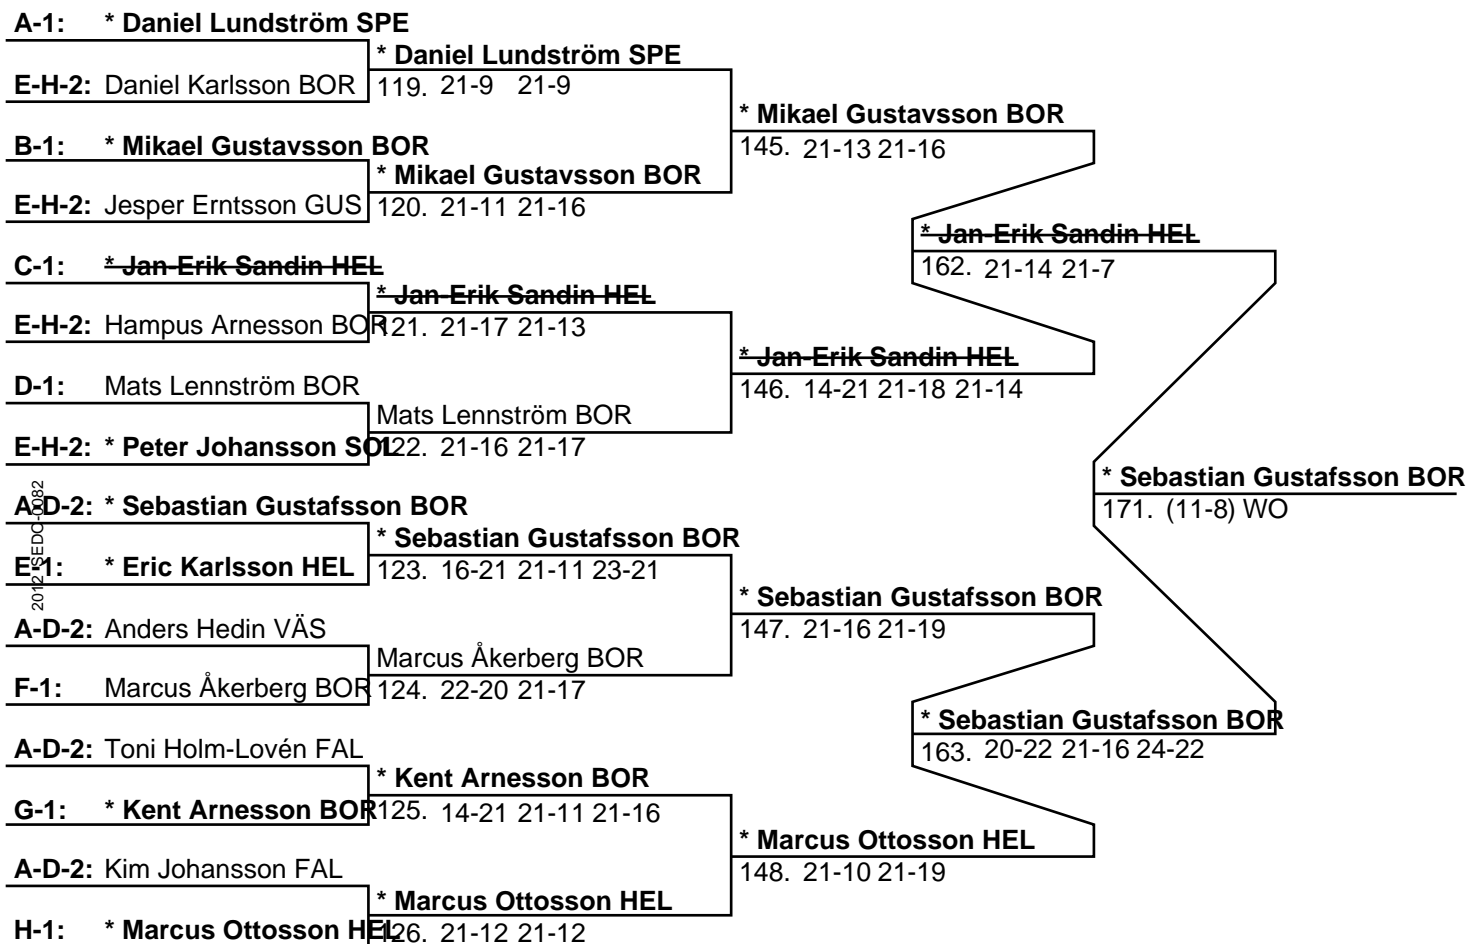 A-1: * Daniel Lundström SPE
* Daniel Lundström SPE
E-H-2: Daniel Karlsson BOR
119. 21-9 21-9
* Mikael Gustavsson BOR
B-1: * Mikael Gustavsson BOR
145. 21-13 21-16
* Mikael Gustavsson BOR
E-H-2: Jesper Erntsson GUS
120. 21-11 21-16
* Jan-Erik Sandin HEL
C-1: * Jan-Erik Sandin HEL
162. 21-14 21-7
* Jan-Erik Sandin HEL
E-H-2: Hampus Arnesson BOR
121. 21-17 21-13
* Jan-Erik Sandin HEL
D-1: Mats Lennström BOR
146. 14-21 21-18 21-14
Mats Lennström BOR
E-H-2: * Peter Johansson SOL
122. 21-16 21-17
* Sebastian Gustafsson BOR
A-D-2: * Sebastian Gustafsson BOR
171. (11-8) WO
2012 SEDC-0082
* Sebastian Gustafsson BOR
E-1: * Eric Karlsson HEL
123. 16-21 21-11 23-21
* Sebastian Gustafsson BOR
A-D-2: Anders Hedin VÄS
147. 21-16 21-19
Marcus Åkerberg BOR
F-1: Marcus Åkerberg BOR
124. 22-20 21-17
* Sebastian Gustafsson BOR
A-D-2: Toni Holm-Lovén FAL
163. 20-22 21-16 24-22
* Kent Arnesson BOR
G-1: * Kent Arnesson BOR
125. 14-21 21-11 21-16
* Marcus Ottosson HEL
A-D-2: Kim Johansson FAL
148. 21-10 21-19
* Marcus Ottosson HEL
H-1: * Marcus Ottosson HEL
126. 21-12 21-12